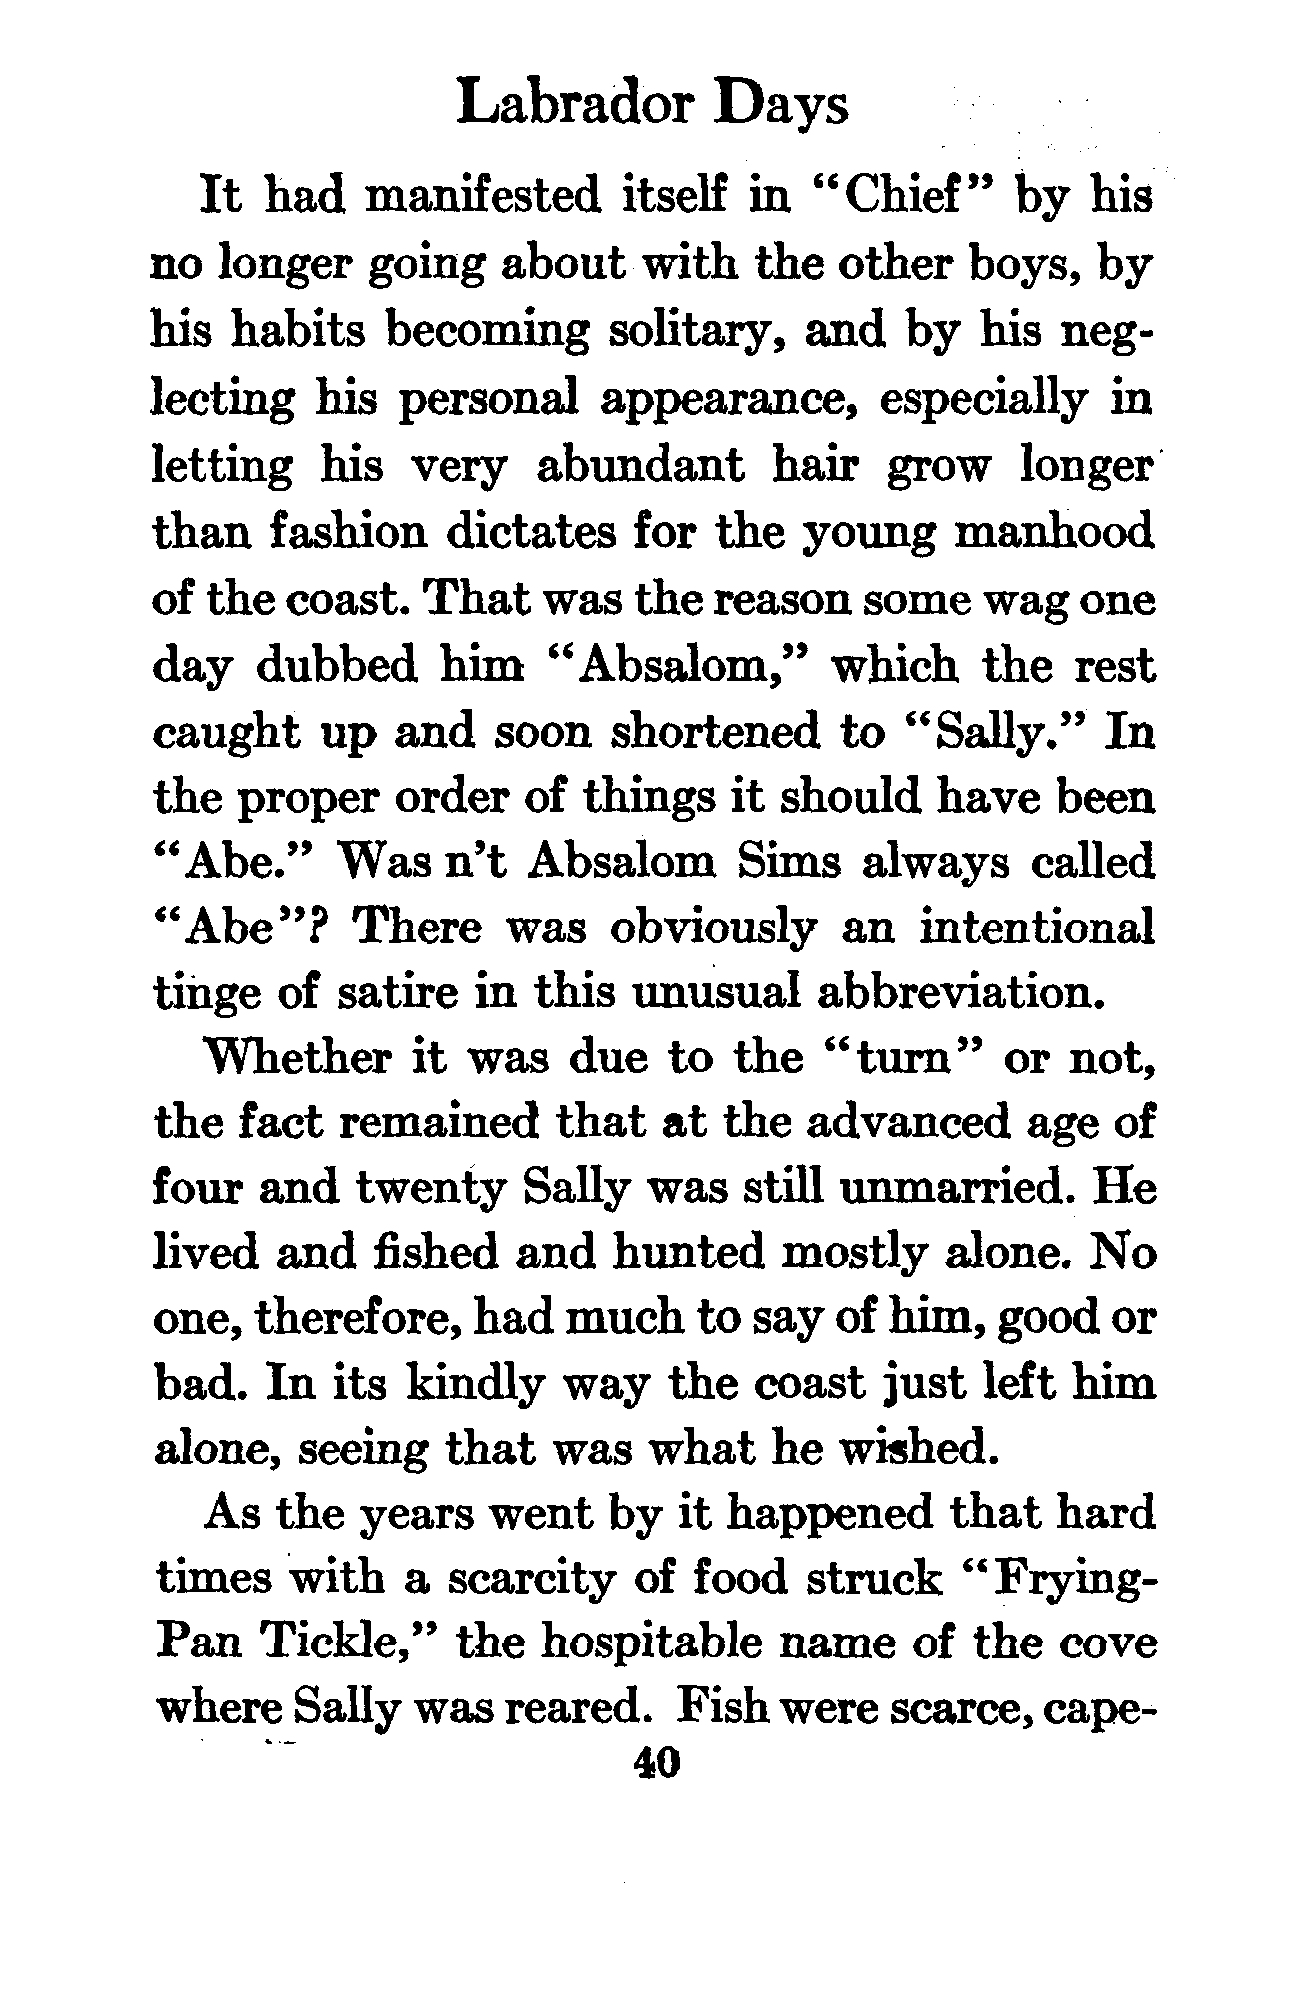 Labrador Days
It had manifested itself in “Chief” by his
no longer going about with the other boys, by
his habits becoming solitary, and by his neg-
lecting his personal appearance, especially in
letting his very abundant hair grow longer
than fashion dictates for the young manhood
of the coast. That was the reason some wag one
day dubbed him “Absalom,” which the rest
caught up and soon shortened to “Sally.” In
the proper order of things it should have been
“Abe.” Was n’t Absalom Sims always called
“Abe”? There was obviously an intentional
tinge of satire in this unusual abbreviation.
Whether it was due to the “turn” or not,
the fact remained that at the advanced age of
four and twenty Sally was still unmarried. He
lived and fished and hunted mostly alone. No
one, therefore, had much to say of him, good or
bad. In its kindly way the coast just left him
alone, seeing that was what he wished.
As the years went by it happened that hard
times with a scarcity of food struck “Frying-
Pan Tickle,” the hospitable name of the cove
where Sally was reared. Fish were scarce, cape-
40